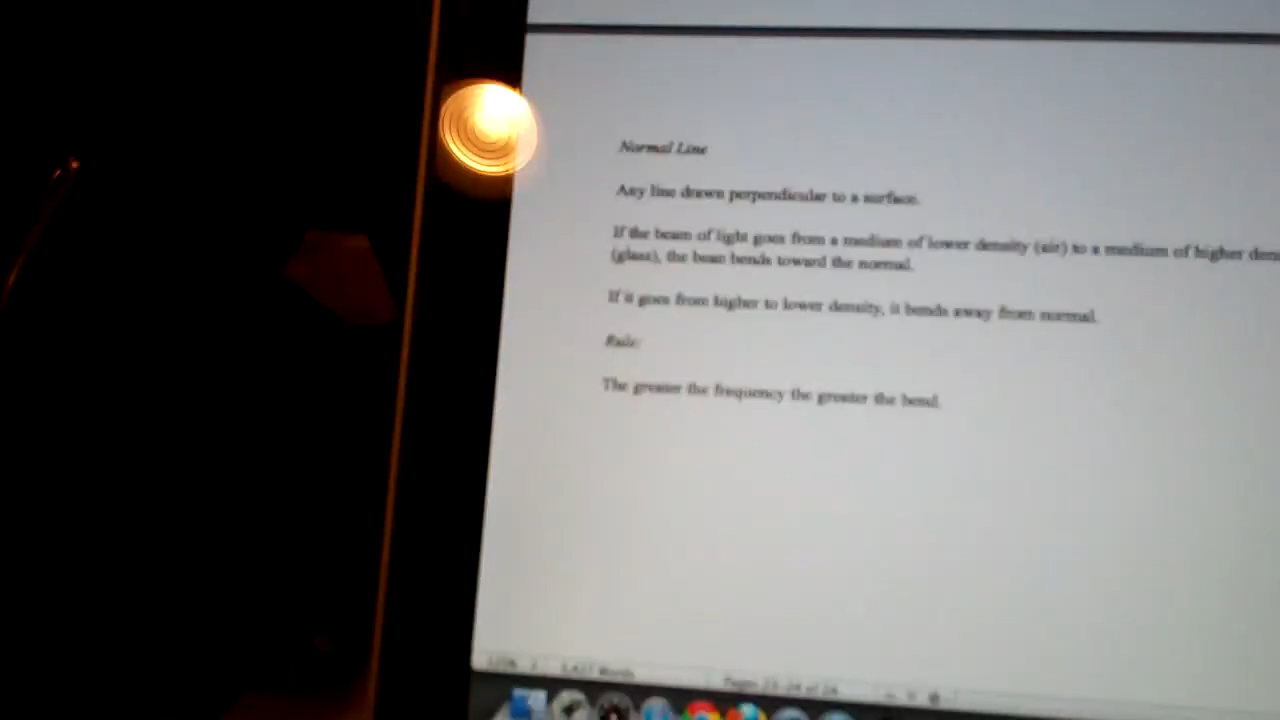 Normal Line
Any line drawn perpendicular to a surface.
If the beam of light goes from a medium of lower density (air) to a medium of higher den
(glass), the beam bends toward the normal.
If it goes from higher to lower density, it bends away from normal.
Rule:
The greater the frequency the greater the bend.